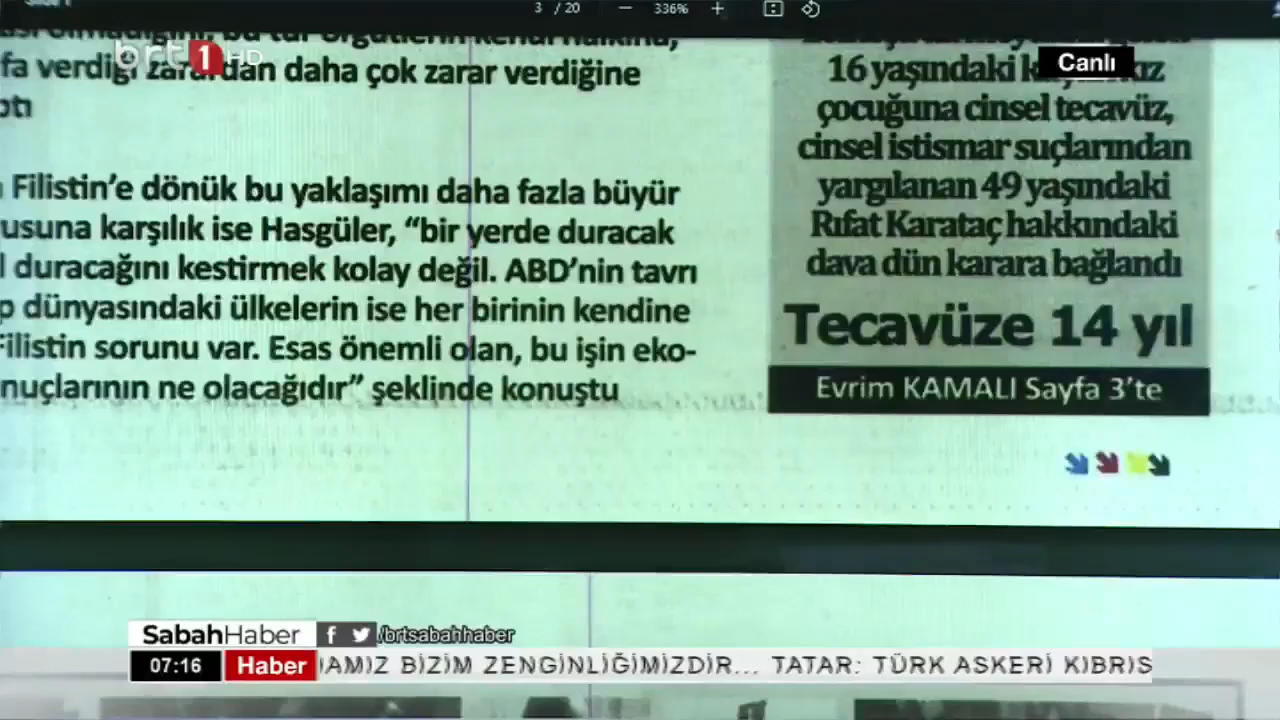 3 / 20 — 336% +
brt 1 HD
Canlı
fa verdiği zarardan daha çok zarar verdiğine
ptı
Filistin'e dönük bu yaklaşımı daha fazla büyür
usuna karşılık ise Hasgüler, "bir yerde duracak
l duracağını kestirmek kolay değil. ABD'nin tavrı
p dünyasındaki ülkelerin ise her birinin kendine
Filistin sorunu var. Esas önemli olan, bu işin eko-
nuçlarının ne olacağıdır" şeklinde konuştu
16 yaşındaki
çocuğuna cinsel tecavüz,
cinsel istismar suçlarından
yargılanan 49 yaşındaki
Rıfat Karataç hakkındaki
dava dün karara bağlandı
Tecavüze 14 yıl
Evrim KAMALI Sayfa 3'te
SabahHaber f /brtsabahhaber
07:16 Haber AMIZ BİZİM ZENGİNLİĞİMİZDİR... TATAR: TÜRK ASKERİ KIBRIS